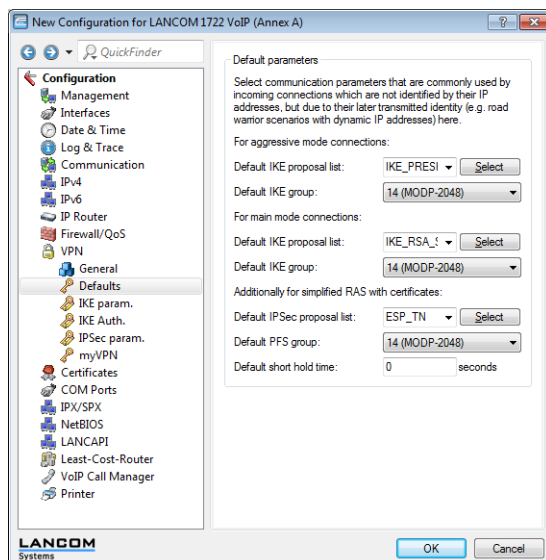 New Configuration for LANCOM 1722 VoIP (Annex A)
QuickFinder
Configuration
Management
Interfaces
Date & Time
Log & Trace
Communication
IPv4
IPv6
IP Router
Firewall/QoS
VPN
General
Defaults
IKE param.
IKE Auth.
IPSec param.
myVPN
Certificates
COM Ports
IPX/SPX
NetBIOS
LANCAPI
Least-Cost-Router
VoIP Call Manager
Printer
LANCOM
Systems
Default parameters
Select communication parameters that are commonly used by
incoming connections which are not identified by their IP
addresses, but due to their later transmitted identity (e.g. road
warrior scenarios with dynamic IP addresses) here.
For aggressive mode connections:
Default IKE proposal list: IKE_PRESI Select
Default IKE group: 14 (MODP-2048)
For main mode connections:
Default IKE proposal list: IKE_RSA_S Select
Default IKE group: 14 (MODP-2048)
Additionally for simplified RAS with certificates:
Default IPSec proposal list: ESP_TN Select
Default PFS group: 14 (MODP-2048)
Default short hold time: 0 seconds
OK Cancel